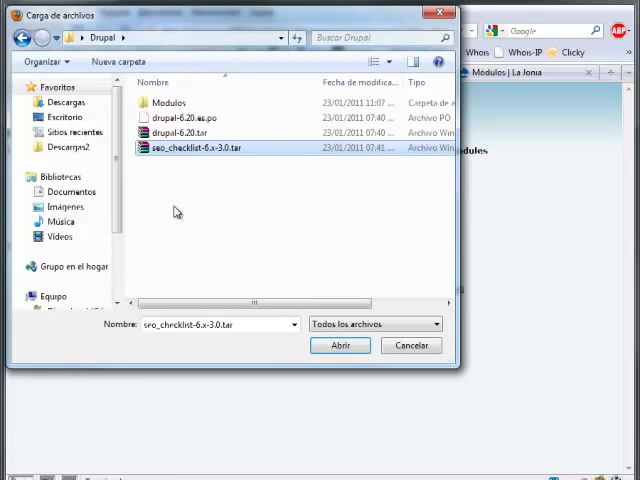 Carga de archivos
Drupal
Buscar Drupal
Google
ABP
Organizar
Nueva carpeta
Whois
Whois-IP
Clicky
Módulos | La Jonia
Nombre
Fecha de modifica...
Tipo
Favoritos
Descargas
Escritorio
Sitios recientes
Descargas2
Bibliotecas
Documentos
Imágenes
Música
Vídeos
Grupo en el hogar
Equipo
Modulos 23/01/2011 11:07 ... Carpeta de a
drupal-6.20.es.po 23/01/2011 07:40 ... Archivo PO
drupal-6.20.tar 23/01/2011 07:40 ... Archivo Win
seo_checklist-6.x-3.0.tar 23/01/2011 07:41 ... Archivo Win
odules
Nombre: seo_checklist-6.x-3.0.tar
Todos los archivos
Abrir
Cancelar